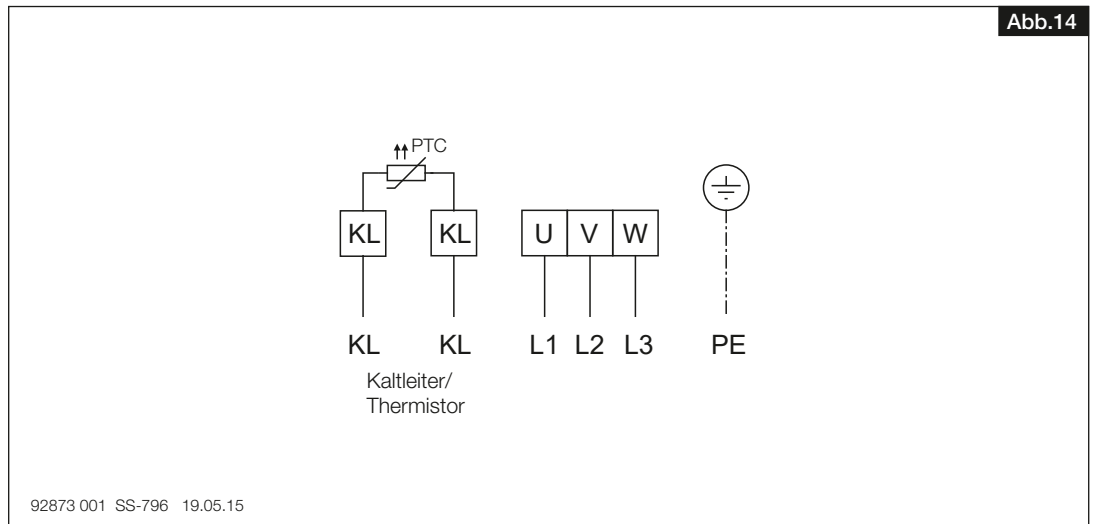 Abb.14
PTC
KL KL U V W
KL KL L1 L2 L3 PE
Kaltleiter/
Thermistor
92873 001 SS-796 19.05.15